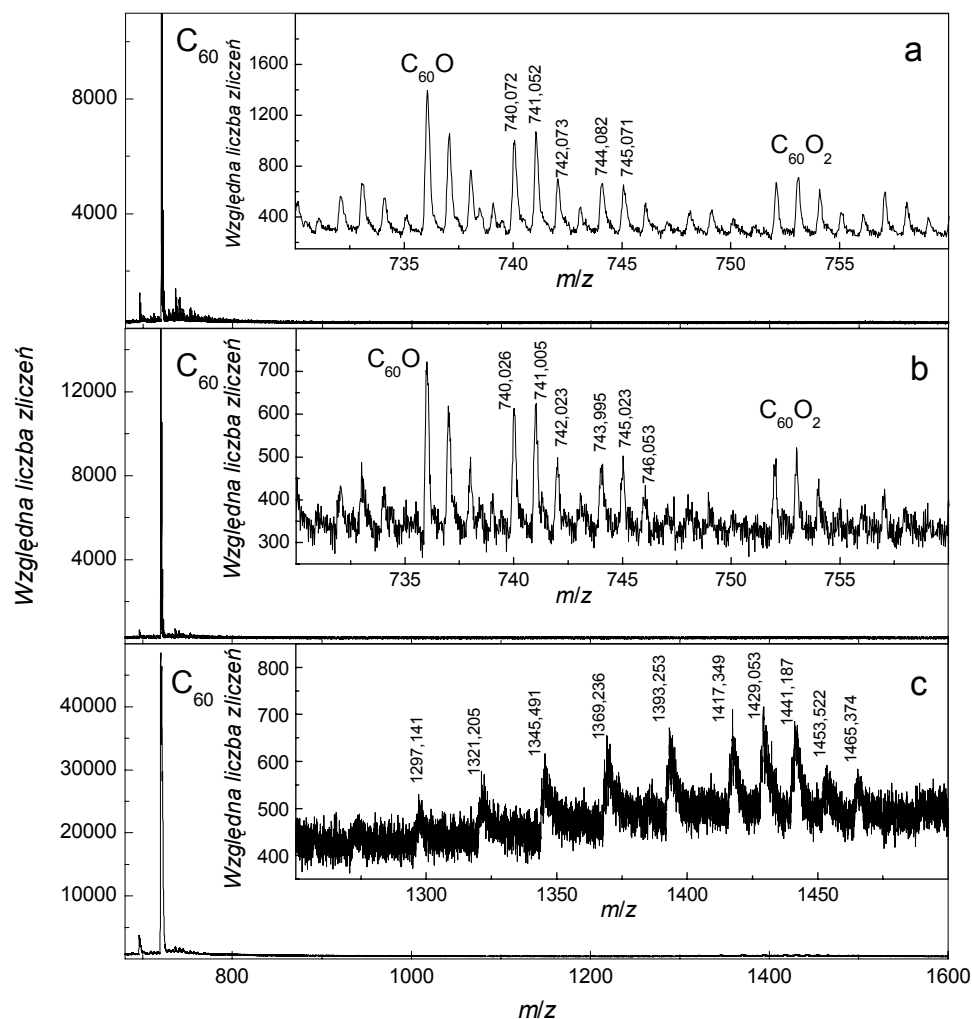 Względna liczba zliczeń
m/z
800 1000 1200 1400 1600
a
C60
8000
4000
Względna liczba zliczeń
1600
1200
800
400
C60O
740,072
741,052
742,073
744,082
745,071
C60O2
735 740 745 750 755
m/z
b
C60
12000
8000
4000
Względna liczba zliczeń
700
600
500
400
300
C60O
740,026
741,005
742,023
743,995
745,023
746,053
C60O2
735 740 745 750 755
m/z
c
C60
40000
30000
20000
10000
Względna liczba zliczeń
800
700
600
500
400
1297,141
1321,205
1345,491
1369,236
1393,253
1417,349
1429,053
1441,187
1453,522
1465,374
1300 1350 1400 1450
m/z